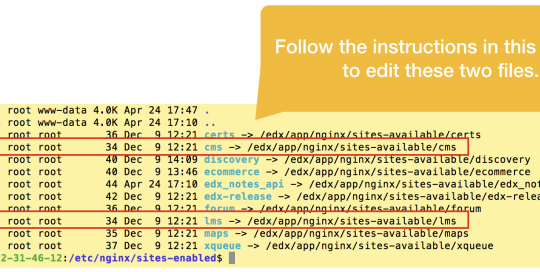 Follow the instructions in this
to edit these two files.
root www-data 4.0K Apr 24 17:47 .
root www-data 4.0K Apr 24 17:10 ..
root root 36 Dec 9 12:21 certs -> /edx/app/nginx/sites-available/certs
root root 34 Dec 9 12:21 cms -> /edx/app/nginx/sites-available/cms
root root 40 Dec 9 14:09 discovery -> /edx/app/nginx/sites-available/discovery
root root 40 Dec 9 13:46 ecommerce -> /edx/app/nginx/sites-available/ecommerce
root root 44 Apr 24 17:10 edx_notes_api -> /edx/app/nginx/sites-available/edx_not
root root 42 Dec 9 12:21 edx-release -> /edx/app/nginx/sites-available/edx-relea
root root 36 Dec 9 12:21 forum -> /edx/app/nginx/sites-available/forum
root root 34 Dec 9 12:21 lms -> /edx/app/nginx/sites-available/lms
root root 35 Dec 9 12:21 maps -> /edx/app/nginx/sites-available/maps
root root 37 Dec 9 12:21 xqueue -> /edx/app/nginx/sites-available/xqueue
2-31-46-12:/etc/nginx/sites-enabled$